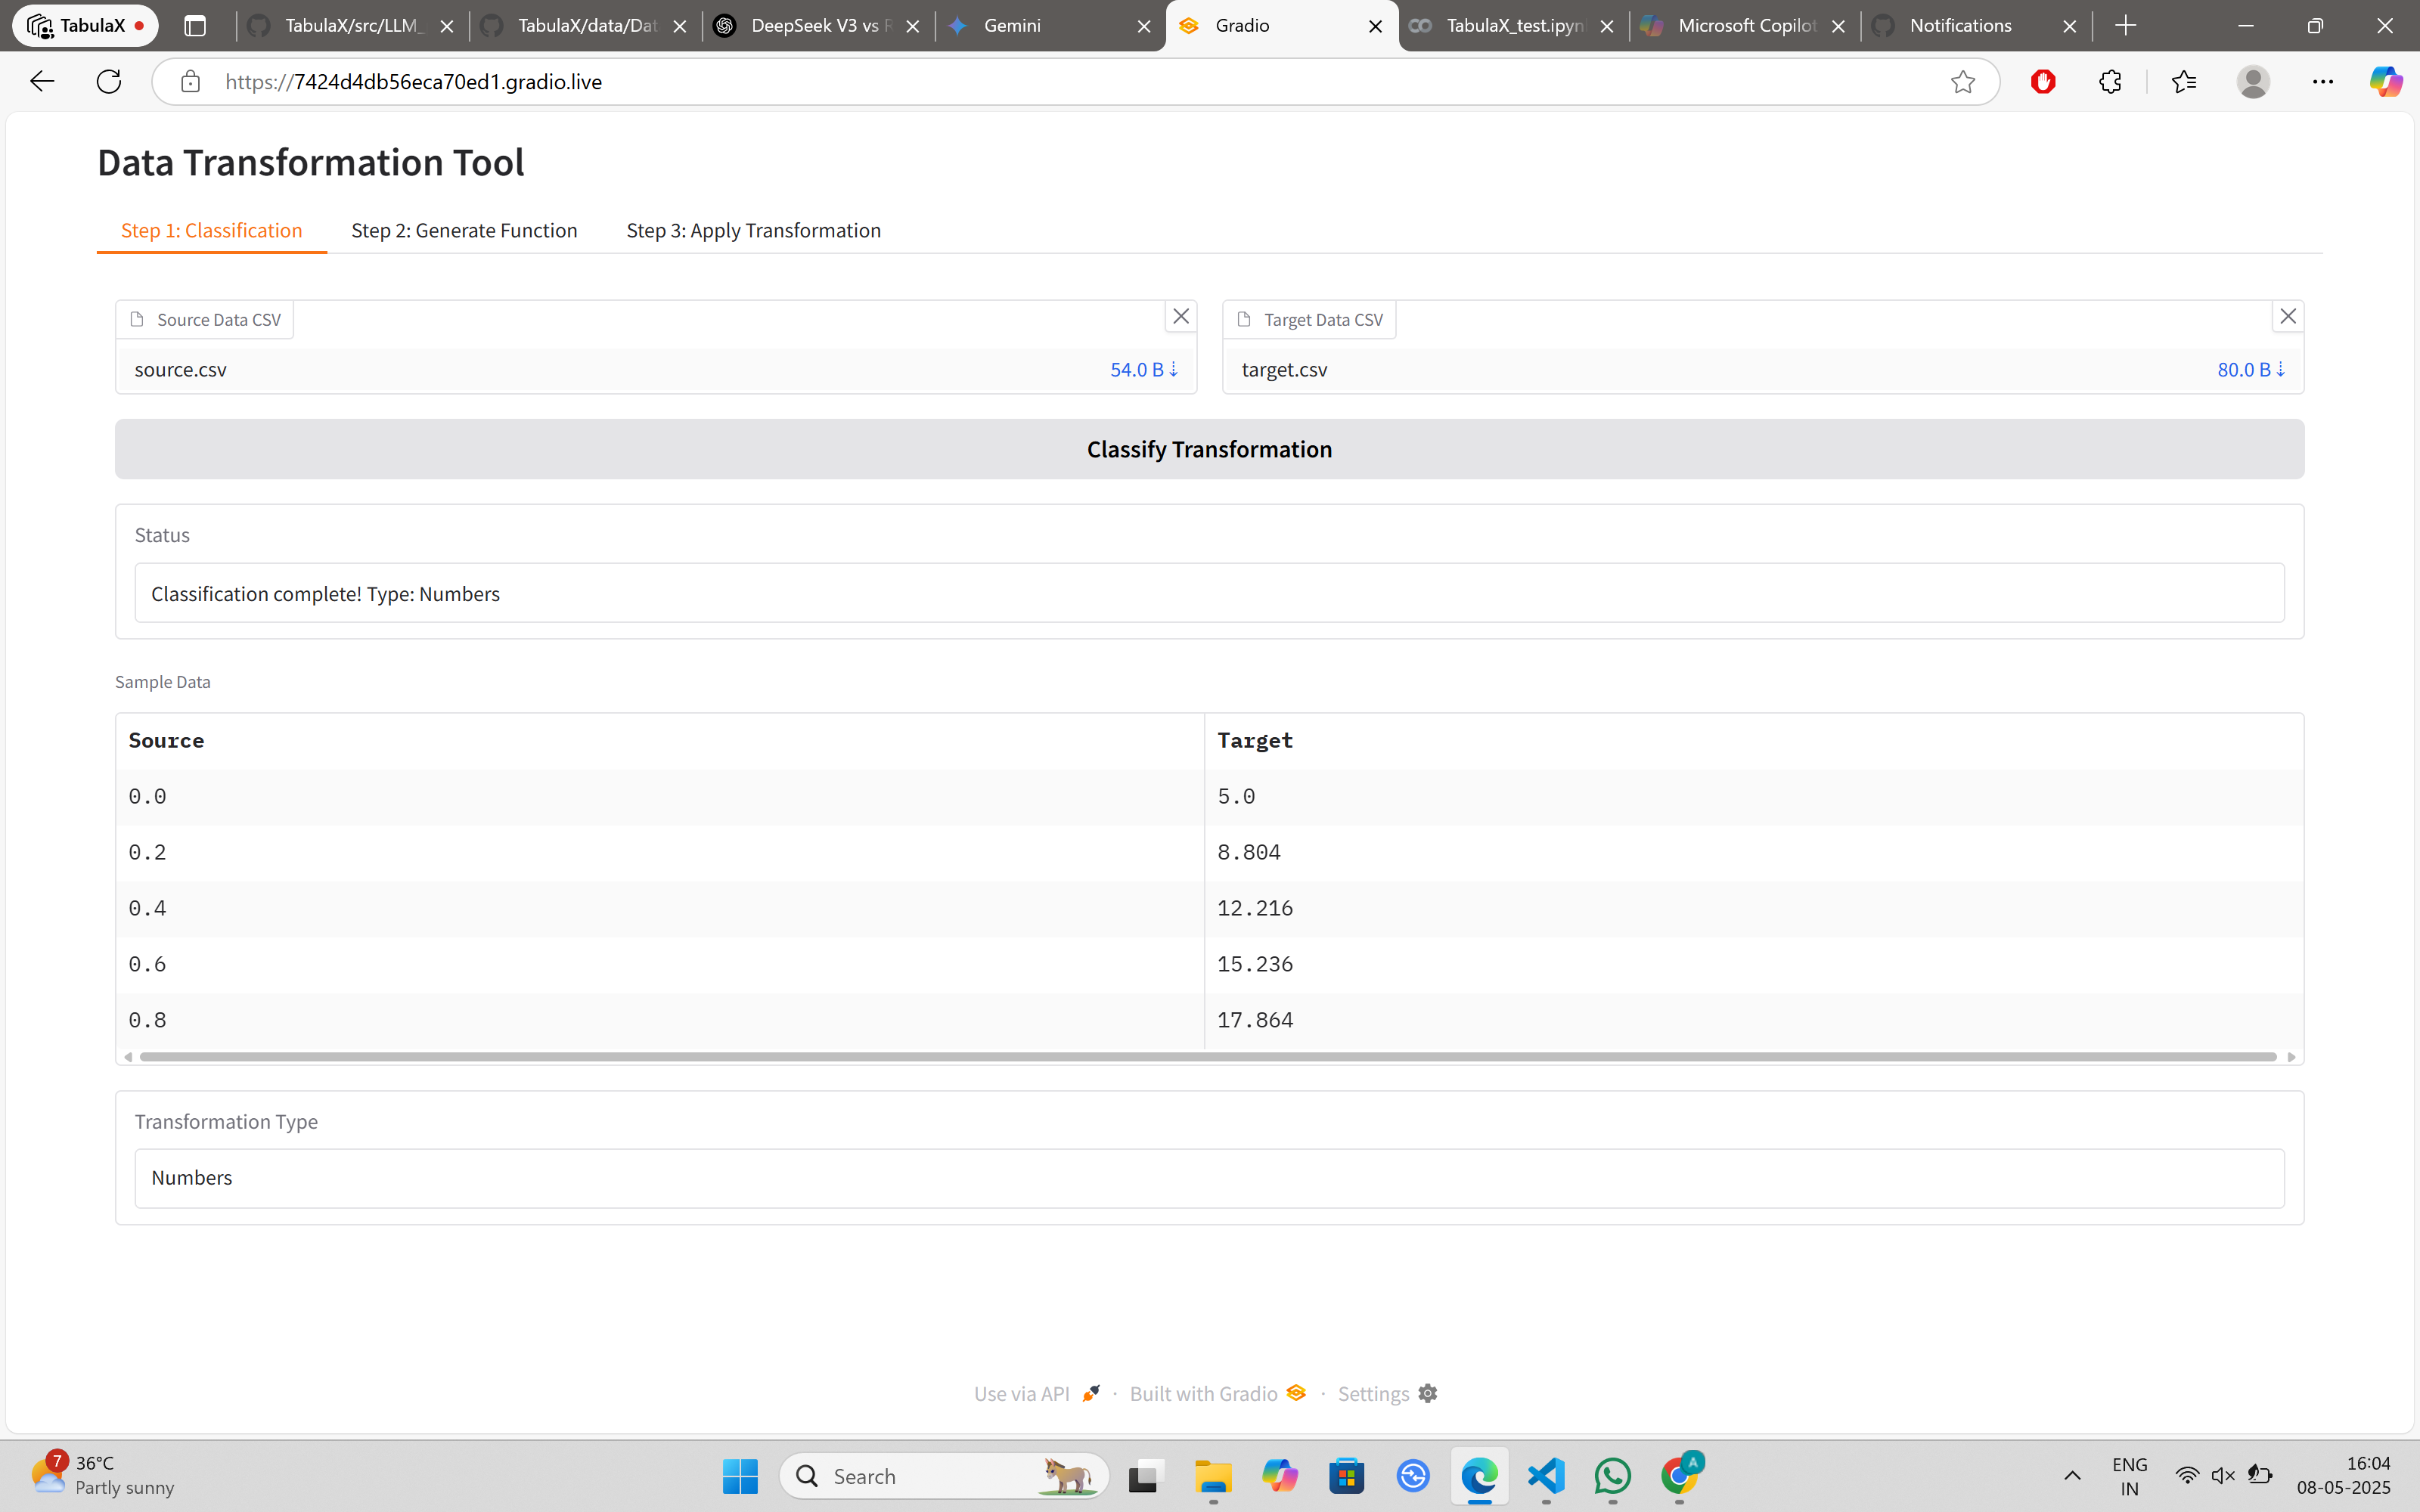 TabulaX
TabulaX/src/LLM_
TabulaX/data/Dat
DeepSeek V3 vs R
Gemini
Gradio
TabulaX_test.ipyn
Microsoft Copilot
Notifications
https://7424d4db56eca70ed1.gradio.live
Data Transformation Tool
Step 1: Classification
Step 2: Generate Function
Step 3: Apply Transformation
Source Data CSV
Target Data CSV
source.csv 54.0 B ⇣
target.csv 80.0 B ⇣
Classify Transformation
Status
Classification complete! Type: Numbers
Sample Data
Source Target
0.0 5.0
0.2 8.804
0.4 12.216
0.6 15.236
0.8 17.864
Transformation Type
Numbers
Use via API · Built with Gradio · Settings
7
36°C
Partly sunny
Search
A
ENG
IN
16:04
08-05-2025